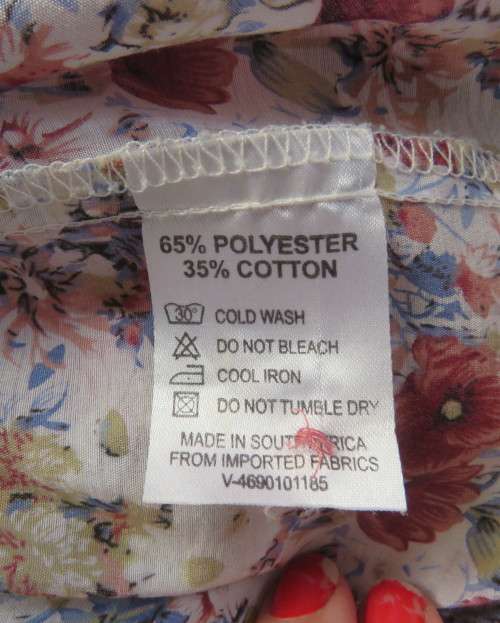 65% POLYESTER
35% COTTON
30° COLD WASH
DO NOT BLEACH
COOL IRON
DO NOT TUMBLE DRY
MADE IN SOUTH AFRICA
FROM IMPORTED FABRICS
V-4690101185